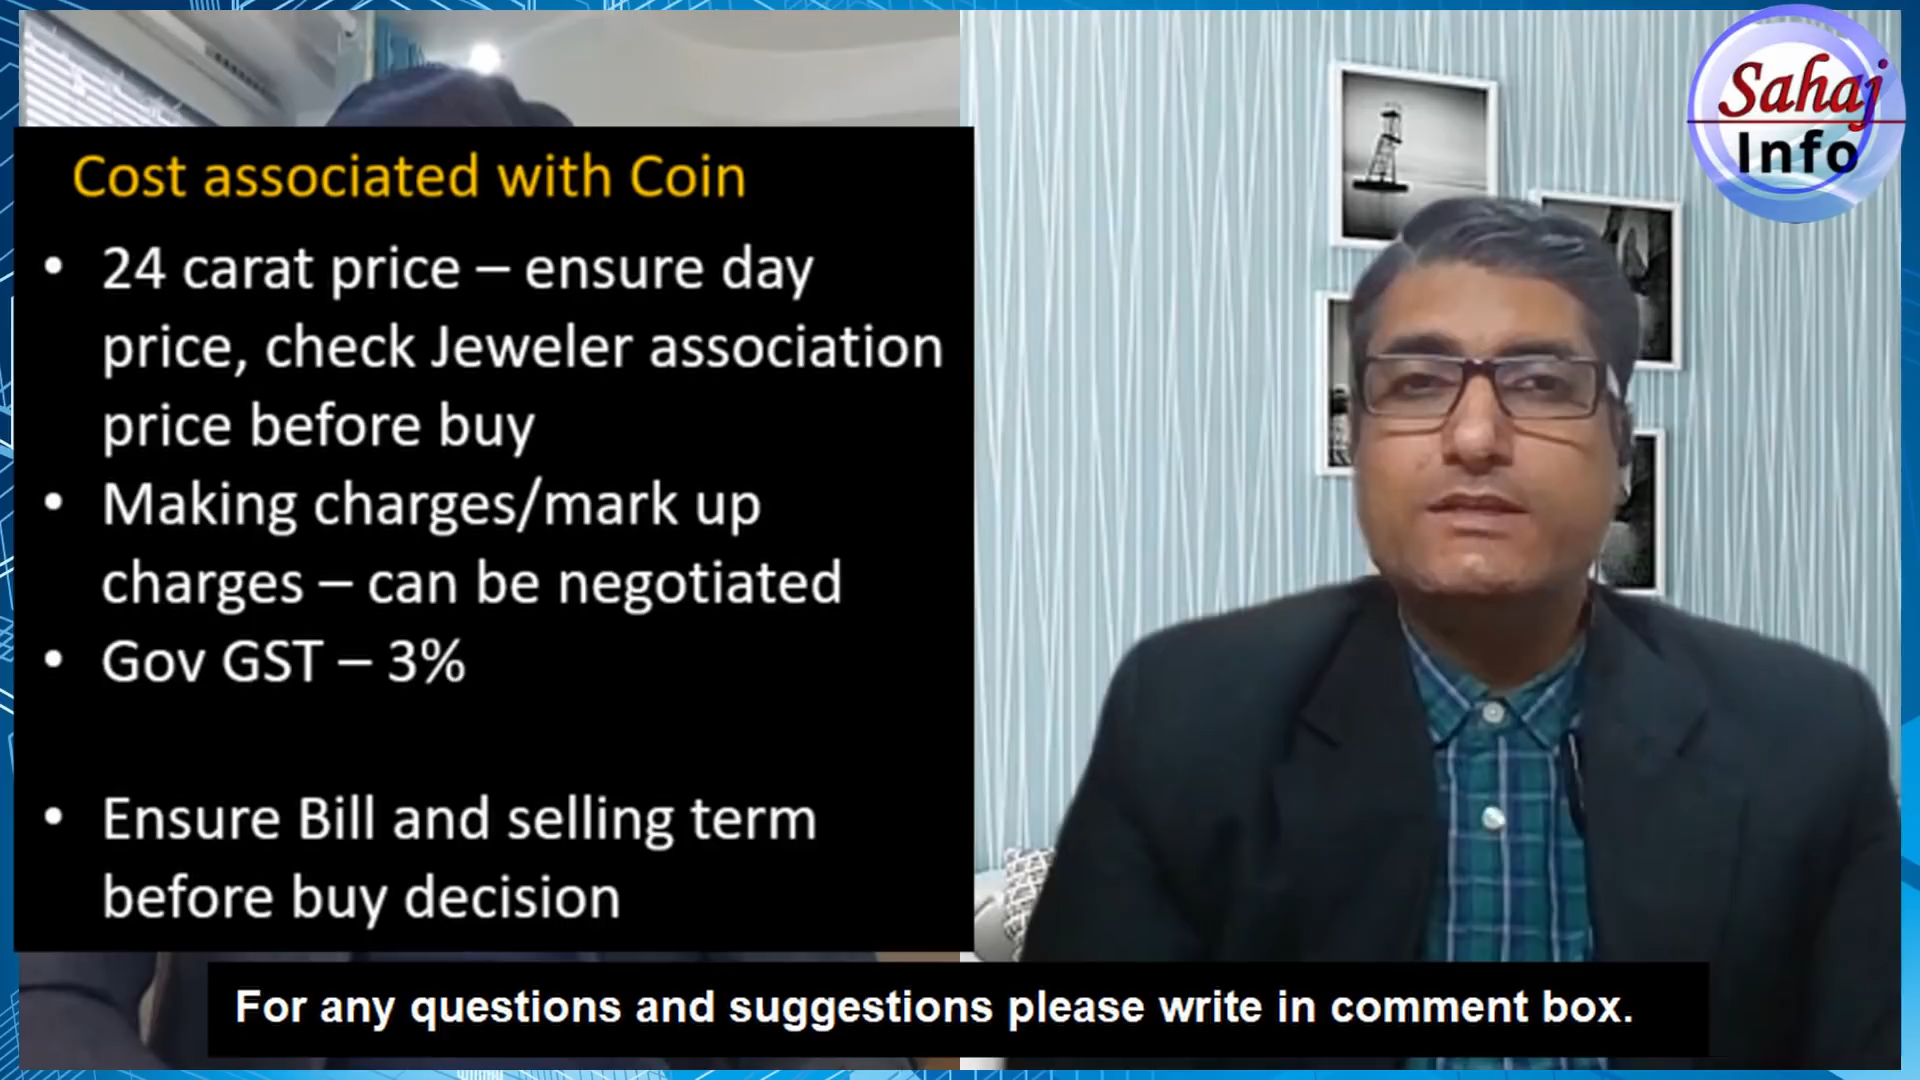 Sahaj
Info
Cost associated with Coin
• 24 carat price – ensure day
price, check Jeweler association
price before buy
• Making charges/mark up
charges – can be negotiated
• Gov GST – 3%
• Ensure Bill and selling term
before buy decision
For any questions and suggestions please write in comment box.